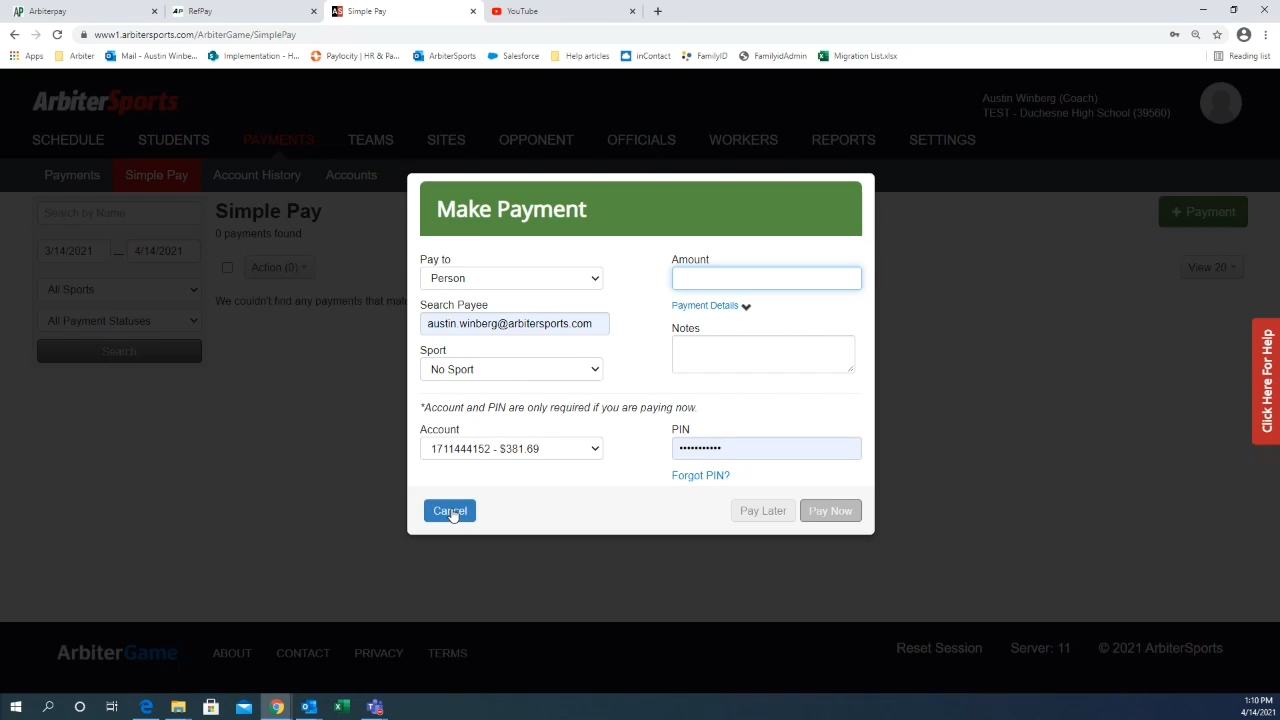 Arbiterpay
RefPay
Simple Pay
YouTube
www1.arbitersports.com/ArbiterGame/SimplePay
Apps
Arbiter
Mail - Austin Winbe...
Implementation - H...
Paylocity | HR & Pa...
ArbiterSports
Salesforce
Help articles
inContact
FamilyID
FamilyidAdmin
Migration List.xlsx
Reading list
ArbiterSports
Austin Winberg (Coach)
TEST - Duchesne High School (39560)
SCHEDULE STUDENTS PAYMENTS TEAMS SITES OPPONENT OFFICIALS WORKERS REPORTS SETTINGS
Payments Simple Pay Account History Accounts
Search by Name
3/14/2021 — 4/14/2021
All Sports
All Payment Statuses
Search
Simple Pay
0 payments found
Action (0)
We couldn't find any payments that mat
+ Payment
View 20
Make Payment
Pay to
Person
Search Payee
austin.winberg@arbitersports.com
Sport
No Sport
Amount
Payment Details
Notes
*Account and PIN are only required if you are paying now.
Account
1711444152 - $381.69
PIN
•••••••••••
Forgot PIN?
Cancel
Pay Later
Pay Now
Click Here For Help
ArbiterGame
ABOUT CONTACT PRIVACY TERMS
Reset Session Server: 11 © 2021 ArbiterSports
1:10 PM
4/14/2021